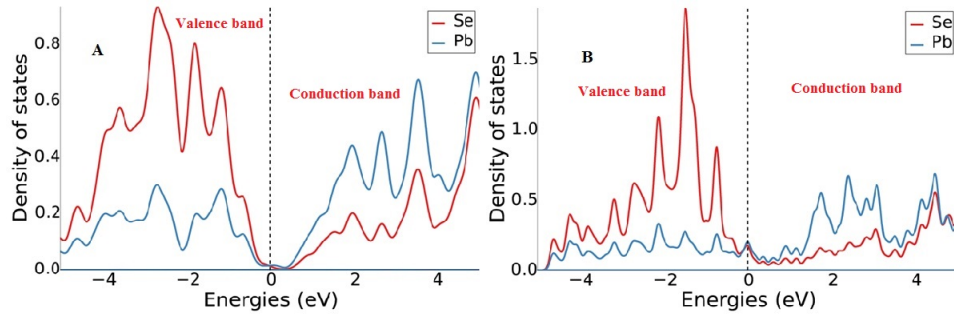 A
Valence band
Conduction band
Se
Pb
Density of states
0.8
0.6
0.4
0.2
0.0
−4
−2
0
2
4
Energies (eV)
B
Valence band
Conduction band
Se
Pb
Density of states
1.5
1.0
0.5
0.0
−4
−2
0
2
4
Energies (eV)